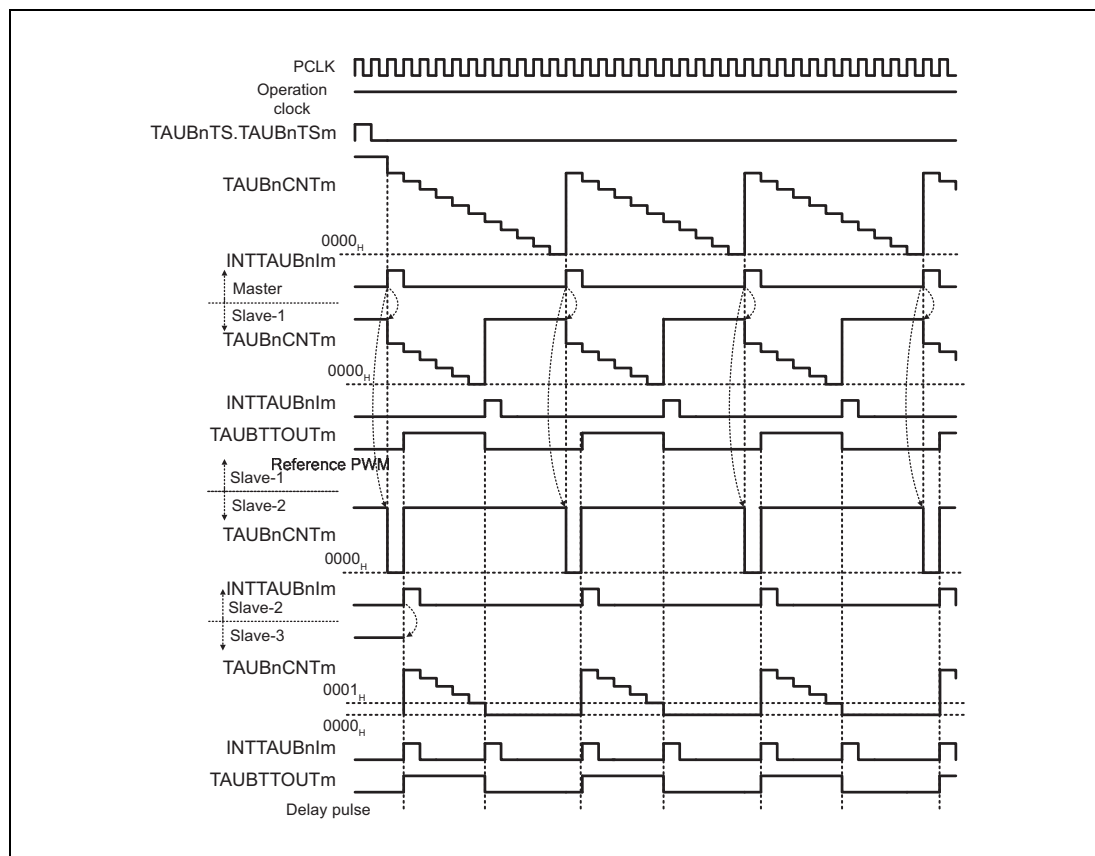 PCLK
Operation
clock
TAUBnTS.TAUBnTSm
TAUBnCNTm
0000H
INTTAUBnIm
Master
Slave-1
TAUBnCNTm
0000H
INTTAUBnIm
TAUBTTOUTm
Reference PWM
Slave-1
Slave-2
TAUBnCNTm
0000H
INTTAUBnIm
Slave-2
Slave-3
TAUBnCNTm
0001H
0000H
INTTAUBnIm
TAUBTTOUTm
Delay pulse